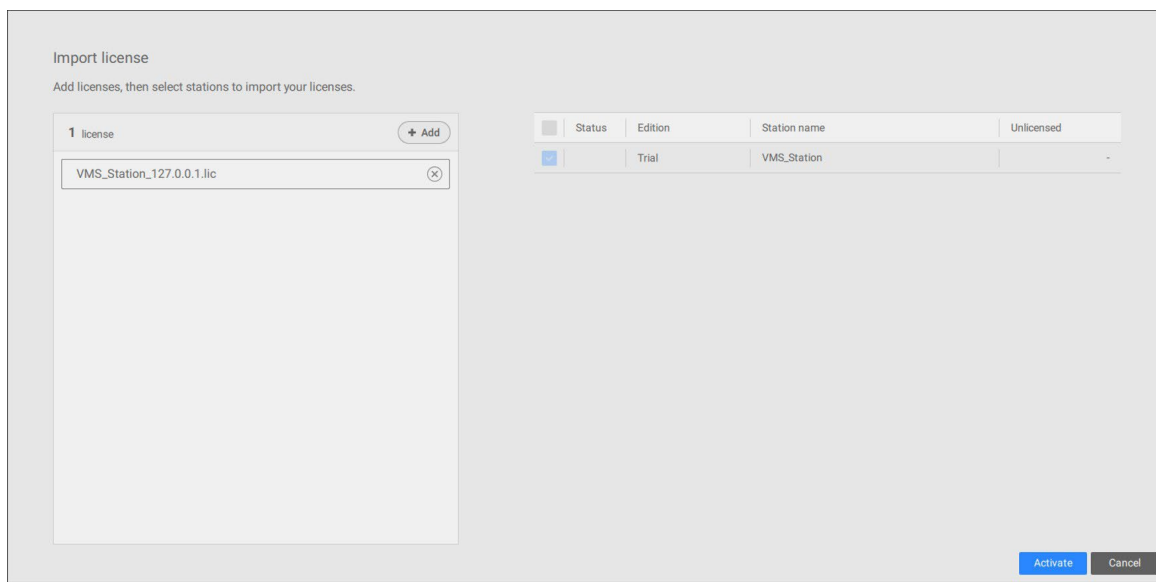 Import license
Add licenses, then select stations to import your licenses.
1 license
+ Add
VMS_Station_127.0.0.1.lic
Status Edition Station name Unlicensed
Trial VMS_Station -
Activate Cancel